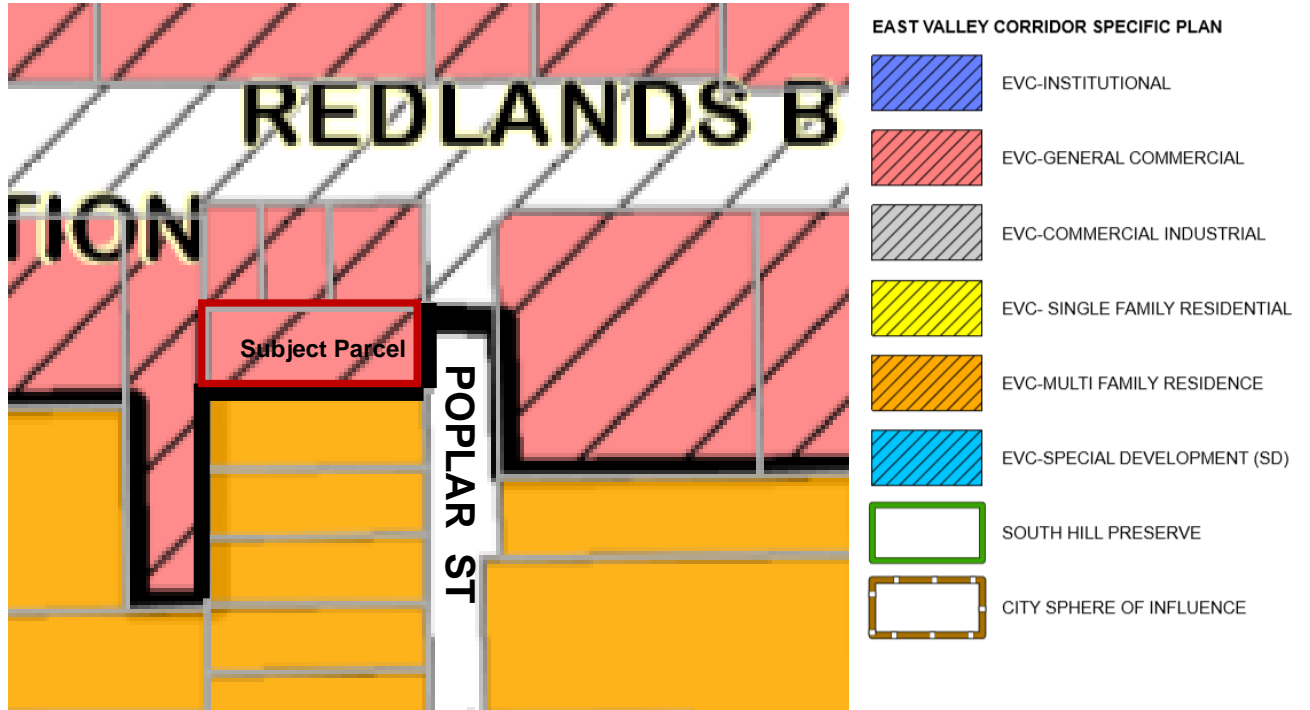 REDLANDS B
TION
Subject Parcel
POPLAR ST
EAST VALLEY CORRIDOR SPECIFIC PLAN
EVC-INSTITUTIONAL
EVC-GENERAL COMMERCIAL
EVC-COMMERCIAL INDUSTRIAL
EVC- SINGLE FAMILY RESIDENTIAL
EVC-MULTI FAMILY RESIDENCE
EVC-SPECIAL DEVELOPMENT (SD)
SOUTH HILL PRESERVE
CITY SPHERE OF INFLUENCE